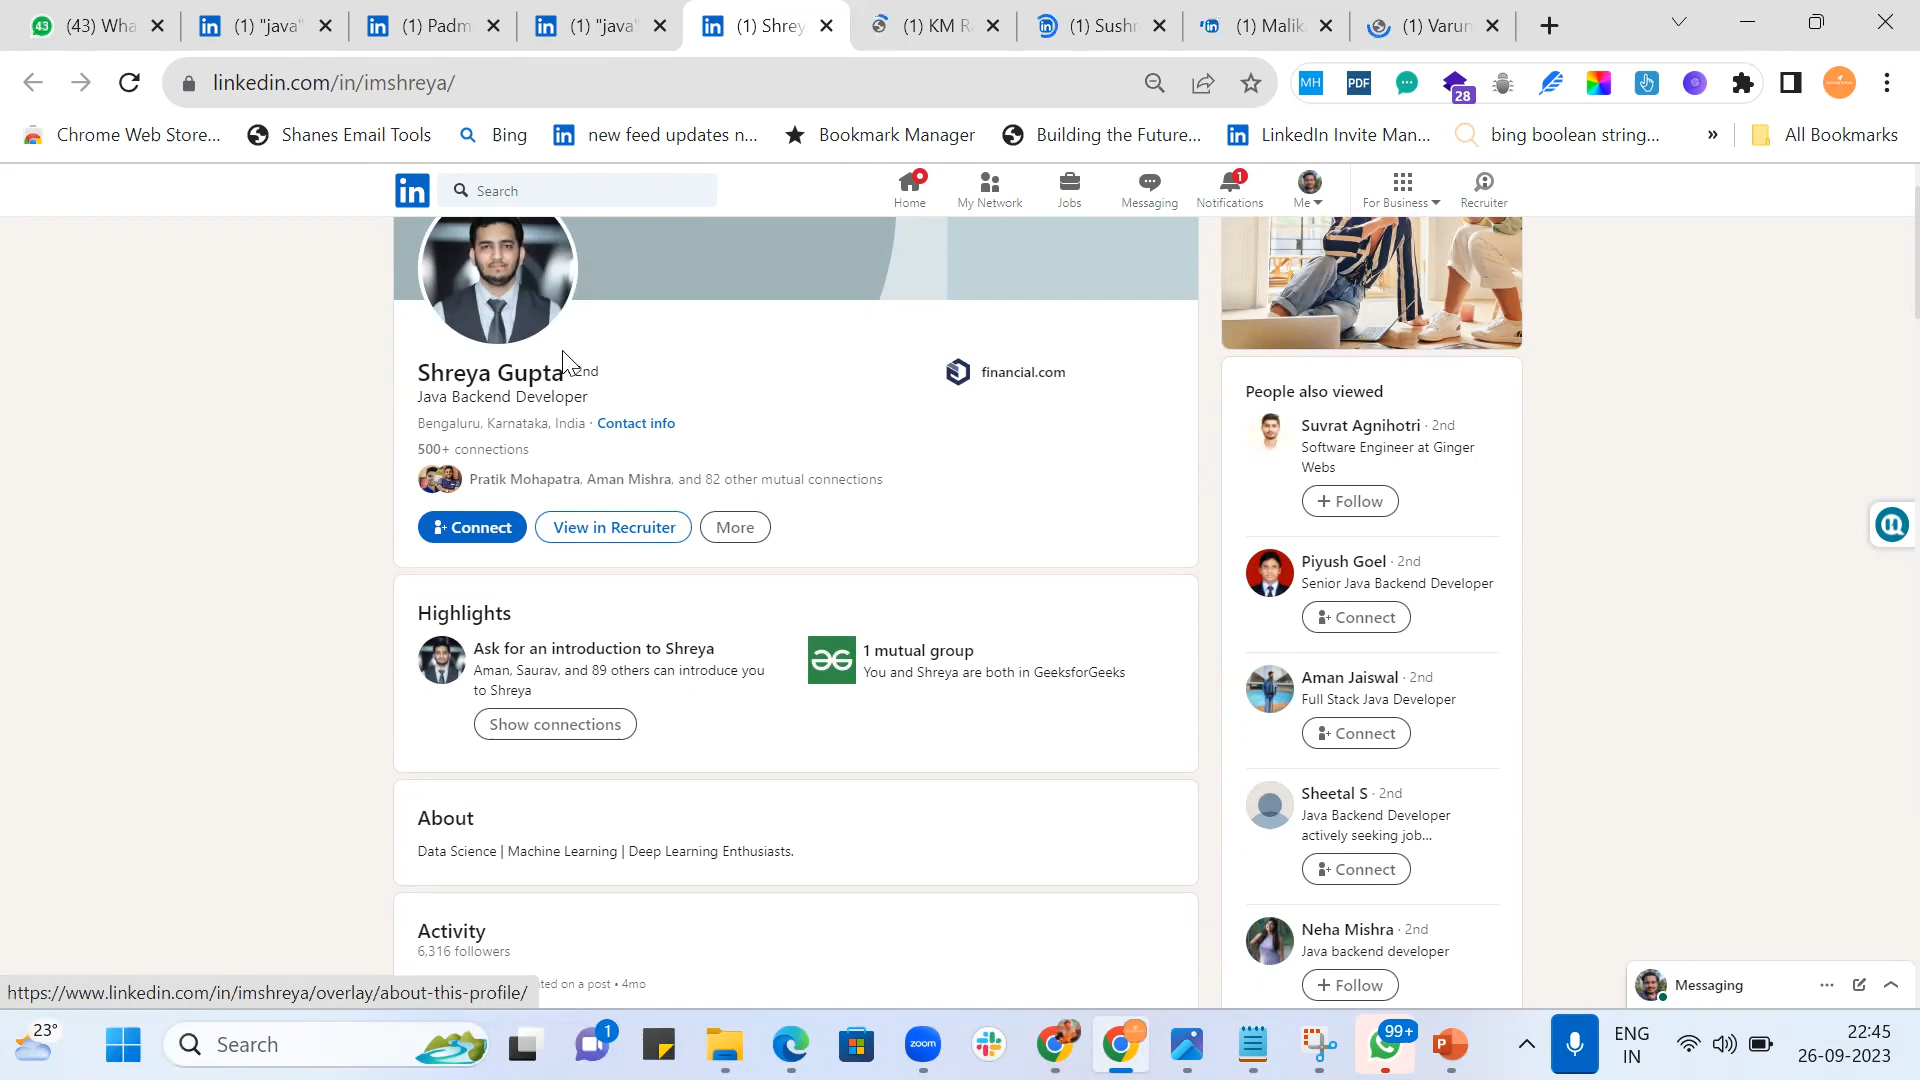 43
(43) Wha
(1) "java"
(1) Padm
(1) "java"
(1) Shrey
(1) KM R
(1) Sushr
(1) Malik
(1) Varun
linkedin.com/in/imshreya/
MH
PDF
28
Chrome Web Store...
Shanes Email Tools
Bing
new feed updates n...
Bookmark Manager
Building the Future...
LinkedIn Invite Man...
bing boolean string...
»
All Bookmarks
in
Search
Home
My Network
Jobs
Messaging
1
Notifications
Me
For Business
Recruiter
Shreya Gupta 2nd
financial.com
Java Backend Developer
Bengaluru, Karnataka, India · Contact info
500+ connections
Pratik Mohapatra, Aman Mishra, and 82 other mutual connections
Connect
View in Recruiter
More
Highlights
Ask for an introduction to Shreya
Aman, Saurav, and 89 others can introduce you
to Shreya
Show connections
1 mutual group
You and Shreya are both in GeeksforGeeks
About
Data Science | Machine Learning | Deep Learning Enthusiasts.
Activity
6,316 followers
ted on a post • 4mo
People also viewed
Suvrat Agnihotri · 2nd
Software Engineer at Ginger
Webs
+ Follow
Piyush Goel · 2nd
Senior Java Backend Developer
Connect
Aman Jaiswal · 2nd
Full Stack Java Developer
Connect
Sheetal S · 2nd
Java Backend Developer
actively seeking job...
Connect
Neha Mishra · 2nd
Java backend developer
+ Follow
Messaging
https://www.linkedin.com/in/imshreya/overlay/about-this-profile/
23°
Search
1
zoom
99+
P
ENG
IN
22:45
26-09-2023